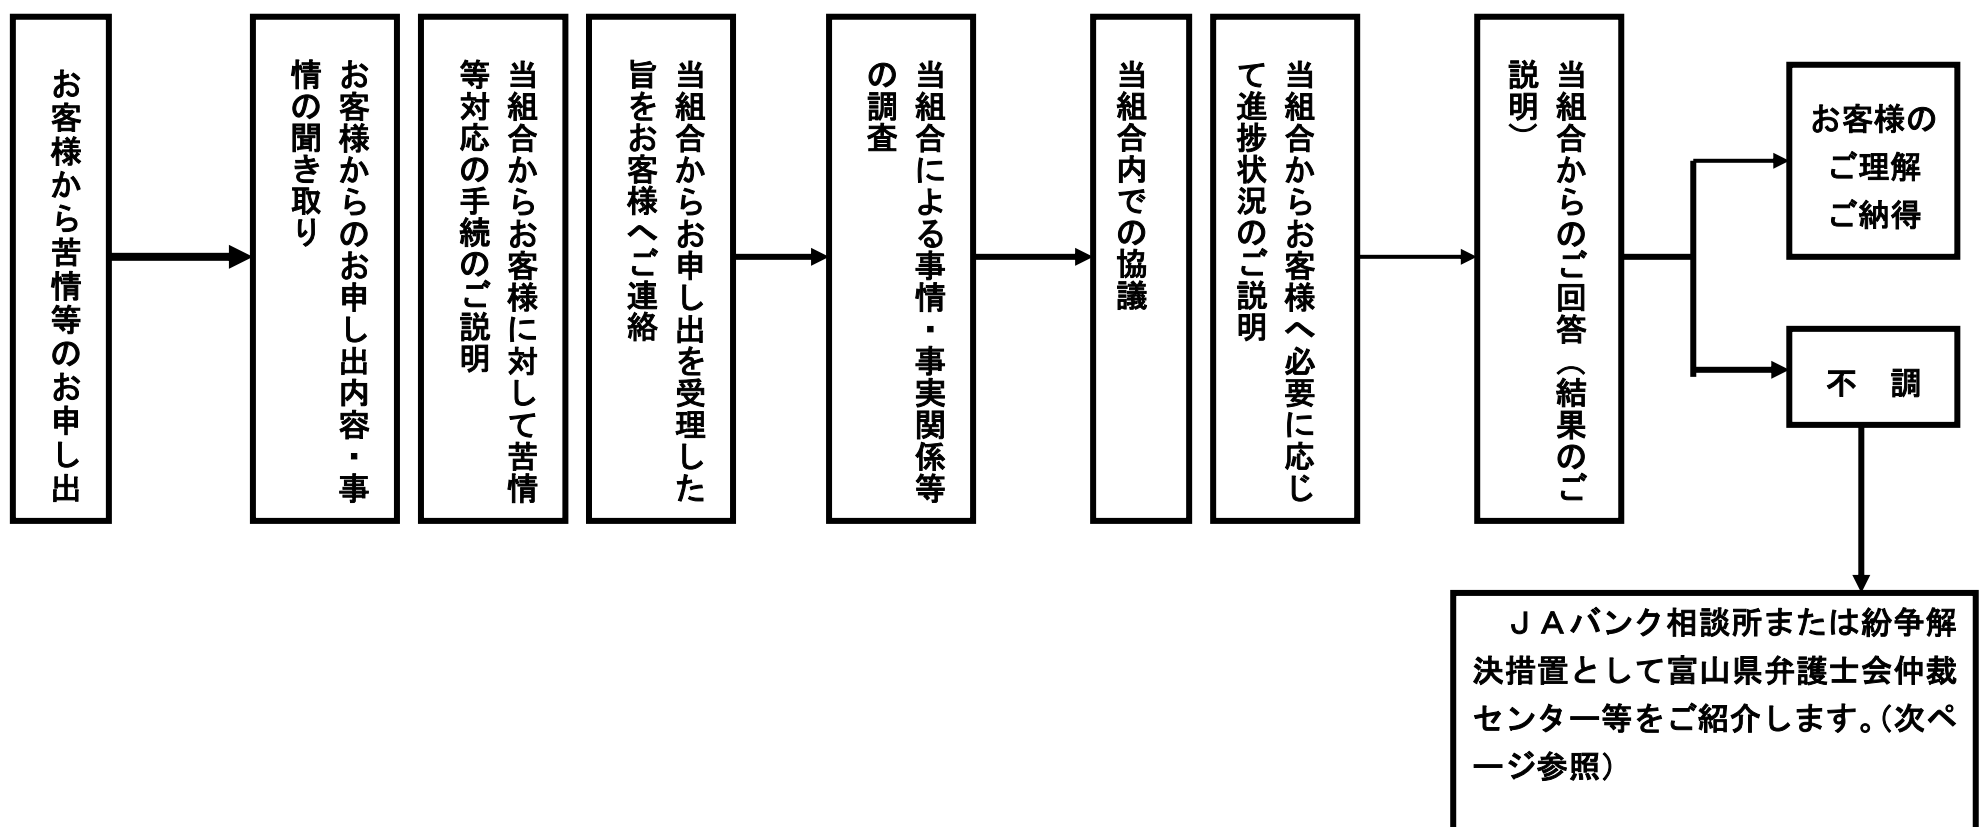 お客様から苦情等のお申し出
お客様からのお申し出内容・事
情の聞き取り
当組合からお客様に対して苦情
等対応の手続のご説明
当組合からお申し出を受理した
旨をお客様へご連絡
当組合による事情・事実関係等
の調査
当組合内での協議
当組合からお客様へ必要に応じ
て進捗状況のご説明
当組合からのご回答（結果のご
説明）
お客様の
ご理解
ご納得
不　調
ＪＡバンク相談所または紛争解
決措置として富山県弁護士会仲裁
センター等をご紹介します。（次ペ
ージ参照）